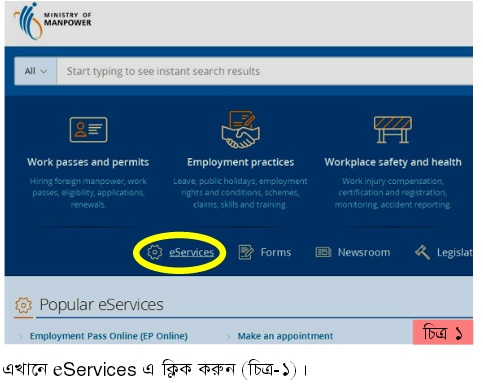 MINISTRY OF
MANPOWER
All
Start typing to see instant search results
Work passes and permits
Hiring foreign manpower, work
passes, eligibility, applications,
renewals.
Employment practices
Leave, public holidays, employment
rights and conditions, schemes,
claims, skills and training.
Workplace safety and health
Work injury compensation,
certification and registration,
monitoring, accident reporting.
eServices
Forms
Newsroom
Legislat
Popular eServices
Employment Pass Online (EP Online)
Make an appointment
চিত্র ১
এখানে eServices এ ক্লিক করুন (চিত্র-১) ।